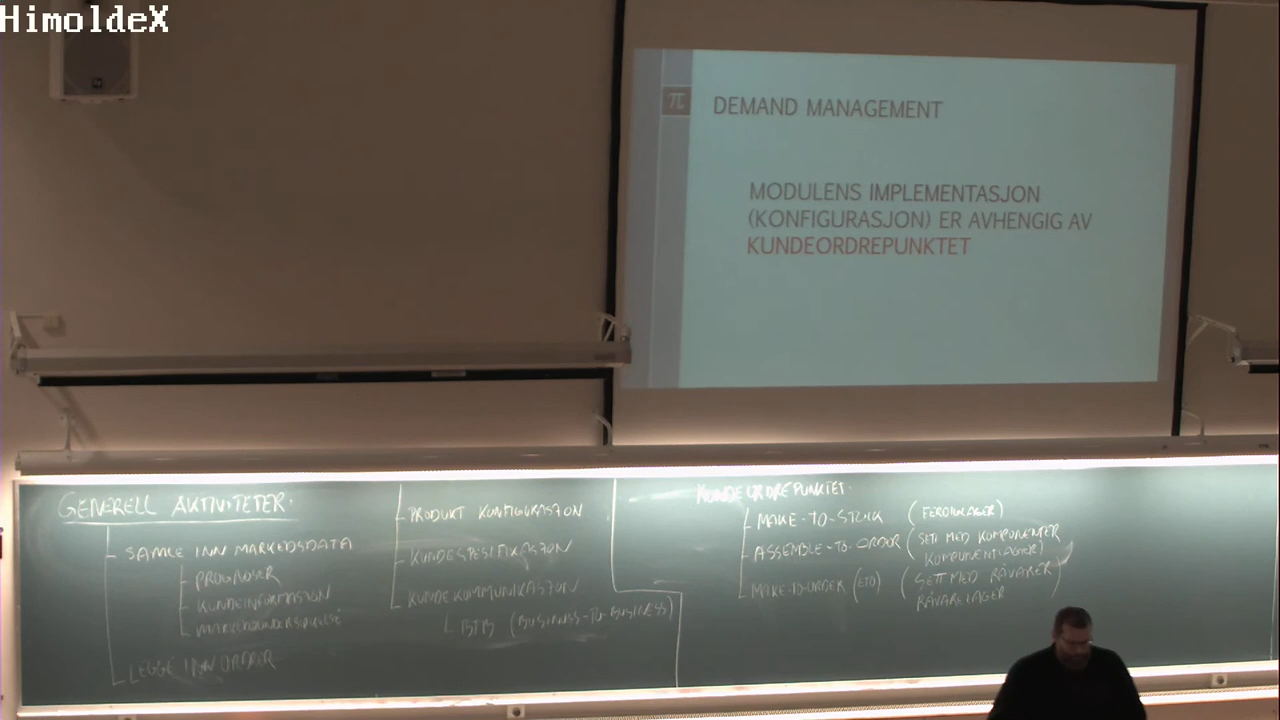 HimoldeX
π
DEMAND MANAGEMENT
MODULENS IMPLEMENTASJON
(KONFIGURASJON) ER AVHENGIG AV
KUNDEORDREPUNKTET
GENERELL AKTIVITETER.
SAMLE INN MARKEDSDATA
PROGNOSER
KUNDEINFORMASJON
MARKEDSUNDERSØKELSE
LEGGE INN ORDRER
PRODUKT KONFIGURASJON
KUNDESPESIFIKASJON
KUNDEKOMMUNIKASJON
BTB (BUSINESS-TO-BUSINESS)
KUNDEORDREPUNKTET.
MAKE-TO-STOCK (FERDIGLAGER)
ASSEMBLE-TO-ORDER (SETT MED KOMPONENTER
KOMPONENTLAGER)
MAKE-TO-ORDER (ETO) (SETT MED RÅVARER
RÅVARELAGER